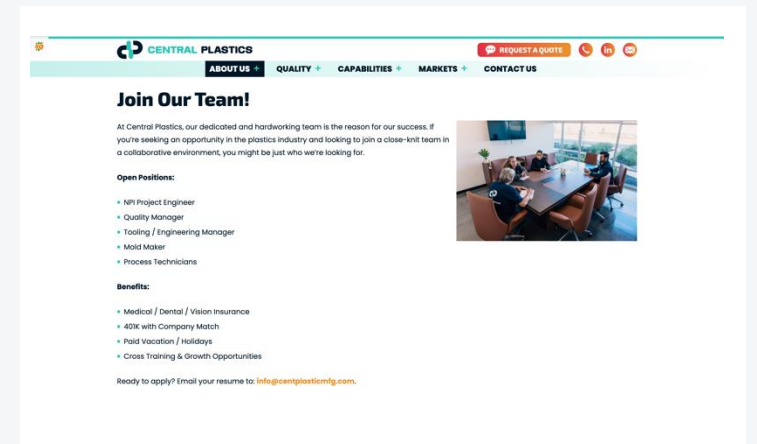 CENTRAL PLASTICS
REQUEST A QUOTE
ABOUT US +
QUALITY +
CAPABILITIES +
MARKETS +
CONTACT US
Join Our Team!
At Central Plastics, our dedicated and hardworking team is the reason for our success. If
you're seeking an opportunity in the plastics industry and looking to join a close-knit team in
a collaborative environment, you might be just who we're looking for.
Open Positions:
NPI Project Engineer
Quality Manager
Tooling / Engineering Manager
Mold Maker
Process Technicians
Benefits:
Medical / Dental / Vision Insurance
401K with Company Match
Paid Vacation / Holidays
Cross Training & Growth Opportunities
Ready to apply? Email your resume to: info@centplasticmfg.com.